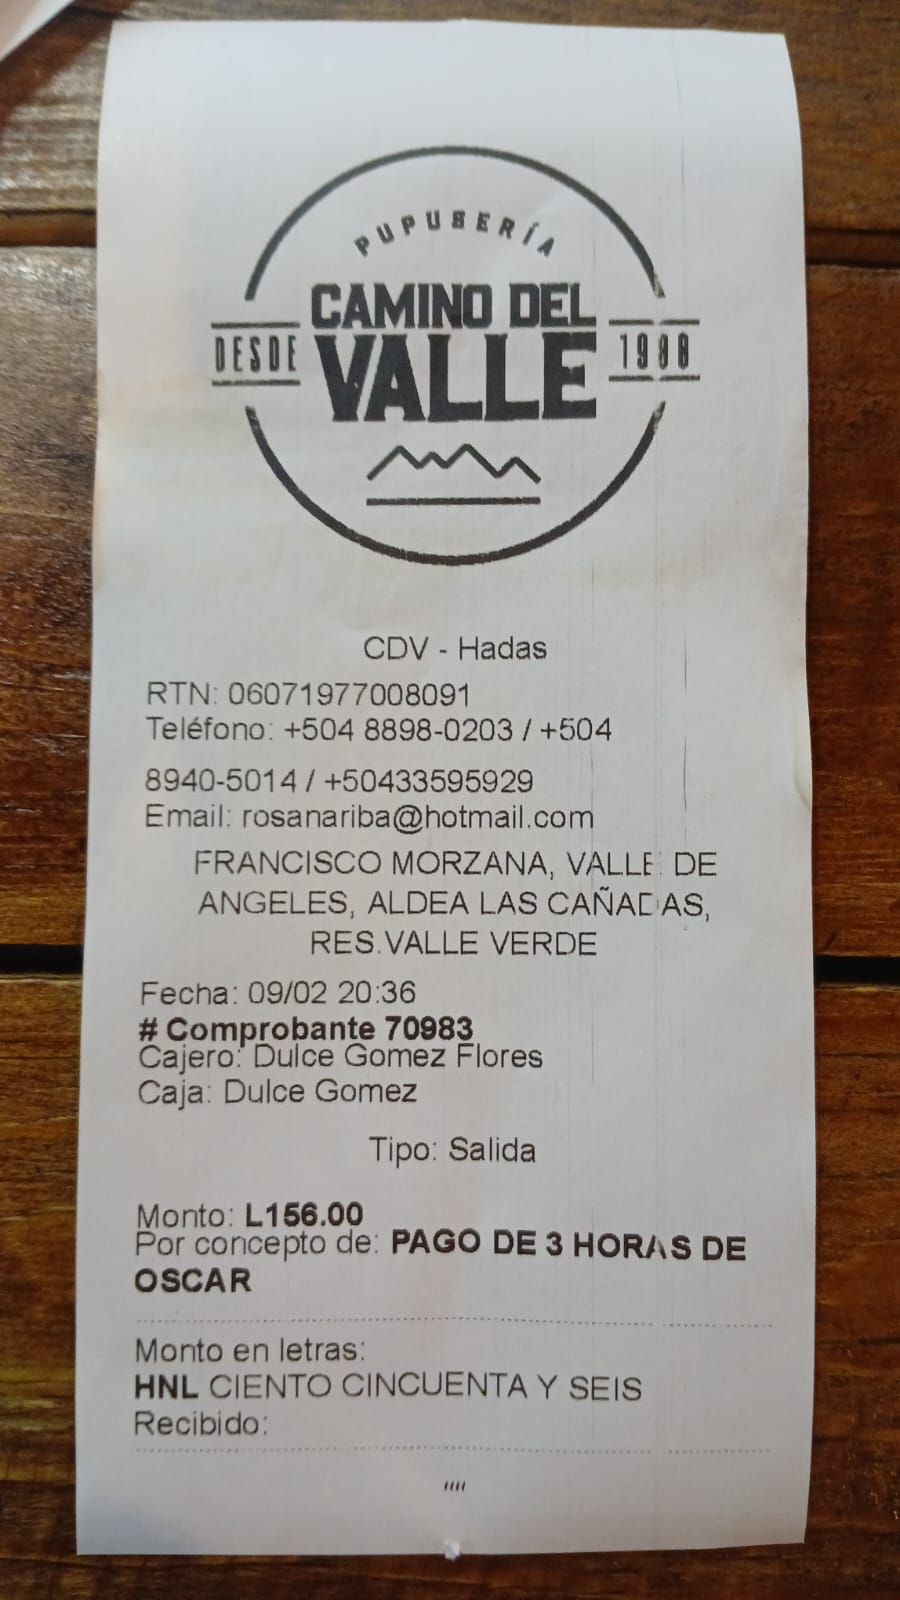 PUPUSERÍA
CAMINO DEL
VALLE
DESDE 1988
CDV - Hadas
RTN: 06071977008091
Teléfono: +504 8898-0203 / +504
8940-5014 / +50433595929
Email: rosanariba@hotmail.com
FRANCISCO MORZANA, VALLE DE
ANGELES, ALDEA LAS CAÑADAS,
RES.VALLE VERDE
Fecha: 09/02 20:36
# Comprobante 70983
Cajero: Dulce Gomez Flores
Caja: Dulce Gomez
Tipo: Salida
Monto: L156.00
Por concepto de: PAGO DE 3 HORAS DE
OSCAR
Monto en letras:
HNL CIENTO CINCUENTA Y SEIS
Recibido:
,,,,